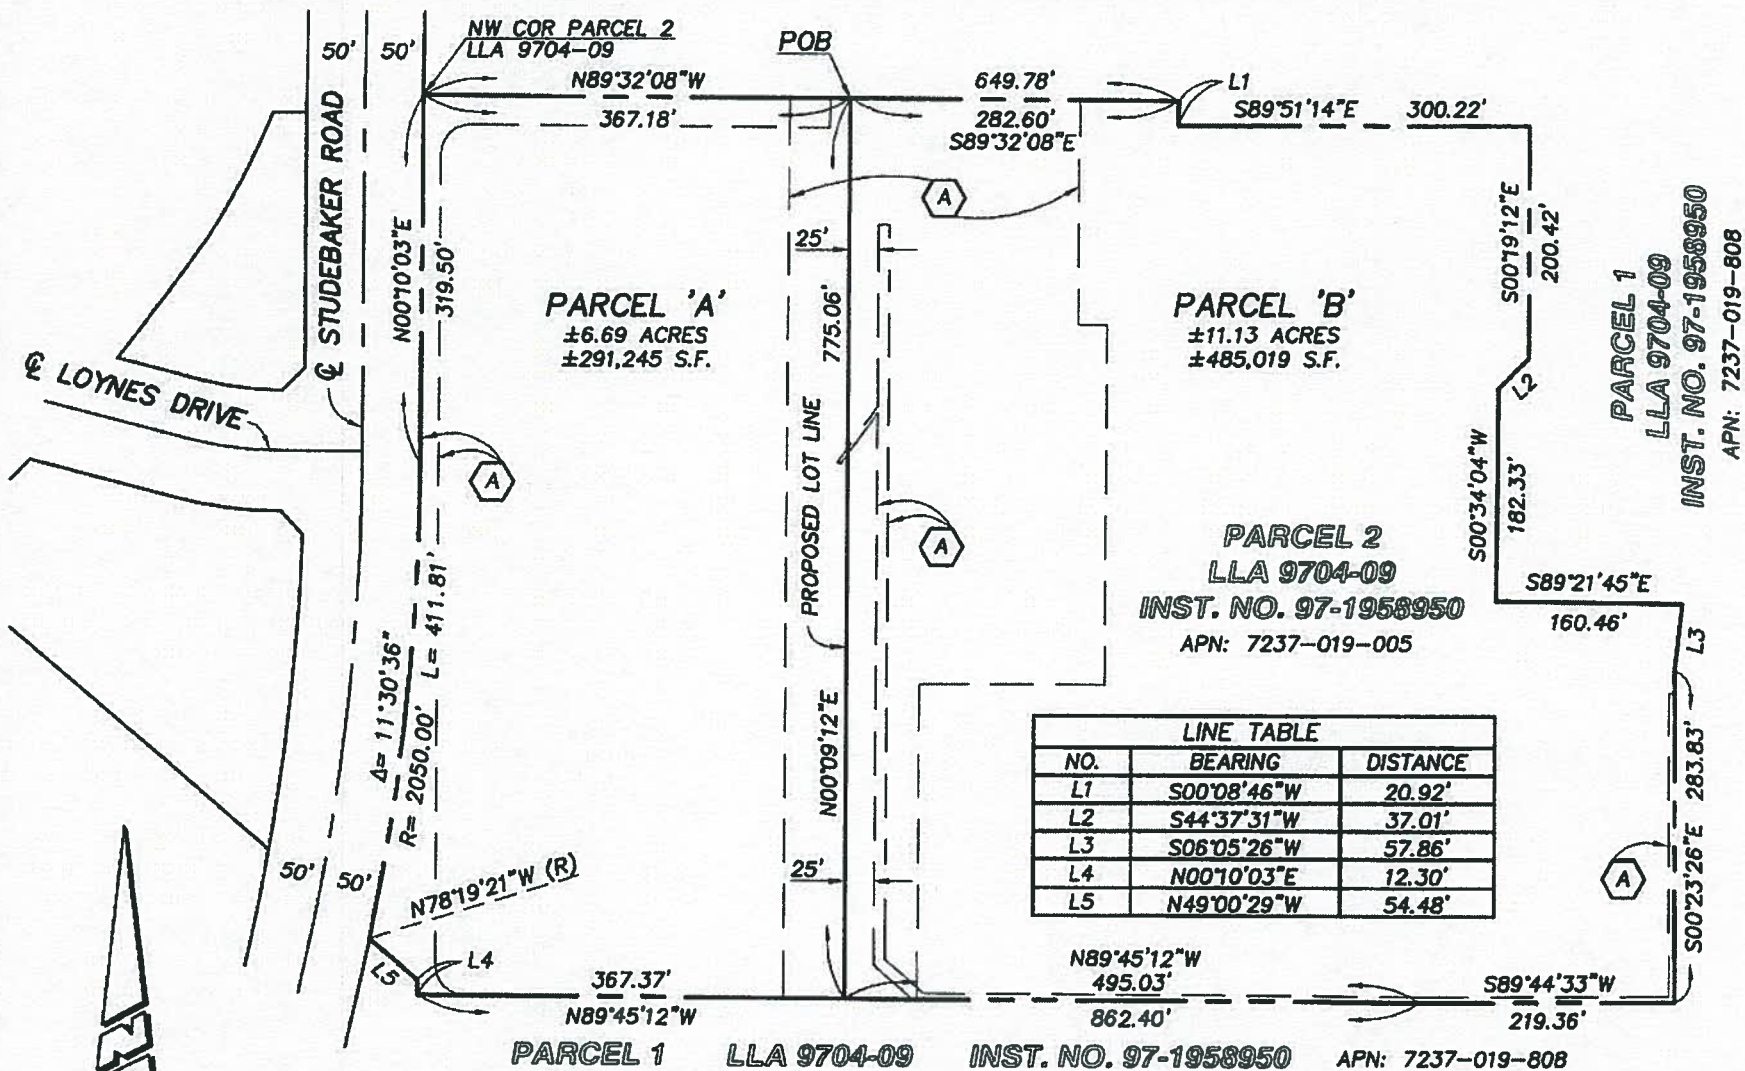 NW COR PARCEL 2
LLA 9704-09
POB
50' 50'
N89°32'08"W
367.18'
649.78'
282.60'
S89°32'08"E
L1
S89°51'14"E 300.22'
℄ STUDEBAKER ROAD
N00°10'03"E
319.50'
A
25'
775.06'
S00°19'12"E
200.42'
PARCEL 'A'
±6.69 ACRES
±291,245 S.F.
PARCEL 'B'
±11.13 ACRES
±485,019 S.F.
PARCEL 1
LLA 9704-09
INST. NO. 97-1958950
APN: 7237-019-808
℄ LOYNES DRIVE
L2
PROPOSED LOT LINE
S00°34'04"W
182.33'
A
A
PARCEL 2
LLA 9704-09
INST. NO. 97-1958950
APN: 7237-019-005
S89°21'45"E
160.46'
L3
Δ= 11°30'36"
R= 2050.00' L= 411.81'
N00°09'12"E
LINE TABLE
NO. BEARING DISTANCE
L1 S00°08'46"W 20.92'
L2 S44°37'31"W 37.01'
L3 S06°05'26"W 57.86'
L4 N00°10'03"E 12.30'
L5 N49°00'29"W 54.48'
S00°23'26"E 283.83'
A
50' 50'
25'
N78°19'21"W (R)
L5
L4
367.37'
N89°45'12"W
N89°45'12"W
495.03'
862.40'
S89°44'33"W
219.36'
PARCEL 1 LLA 9704-09 INST. NO. 97-1958950 APN: 7237-019-808